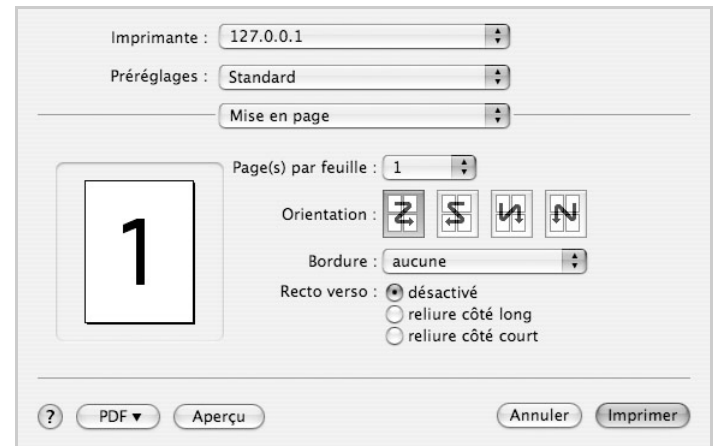 Imprimante : 127.0.0.1
Préréglages : Standard
Mise en page
Page(s) par feuille : 1
1
Orientation :
Bordure : aucune
Recto verso : désactivé
reliure côté long
reliure côté court
? PDF▼ Aperçu Annuler Imprimer